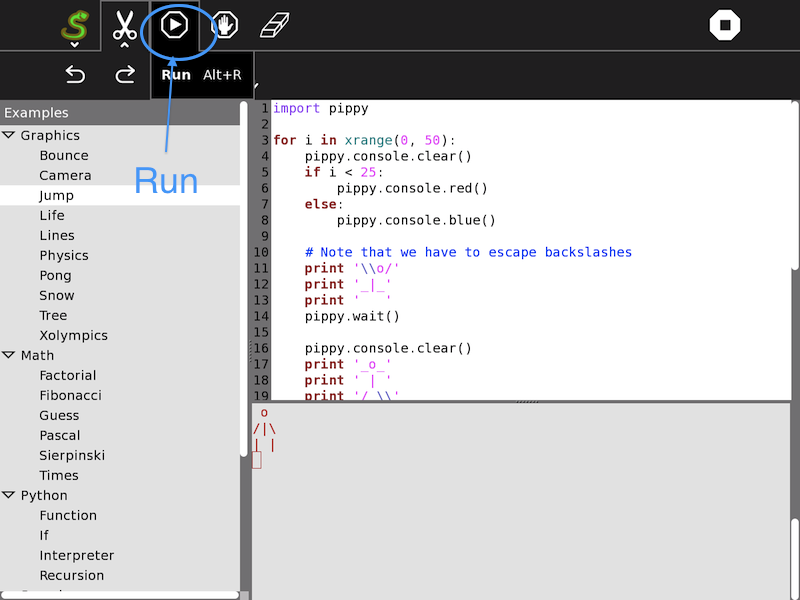 Run Alt+R
Run
Examples
Graphics
Bounce
Camera
Jump
Life
Lines
Physics
Pong
Snow
Tree
Xolympics
Math
Factorial
Fibonacci
Guess
Pascal
Sierpinski
Times
Python
Function
If
Interpreter
Recursion
1 import pippy
2
3 for i in xrange(0, 50):
4     pippy.console.clear()
5     if i < 25:
6         pippy.console.red()
7     else:
8         pippy.console.blue()
9
10     # Note that we have to escape backslashes
11     print '\\o/'
12     print '_|_'
13     print '   '
14     pippy.wait()
15
16     pippy.console.clear()
17     print '_o_'
18     print ' | '
19     print '/ \\'
 o
/|\
| |